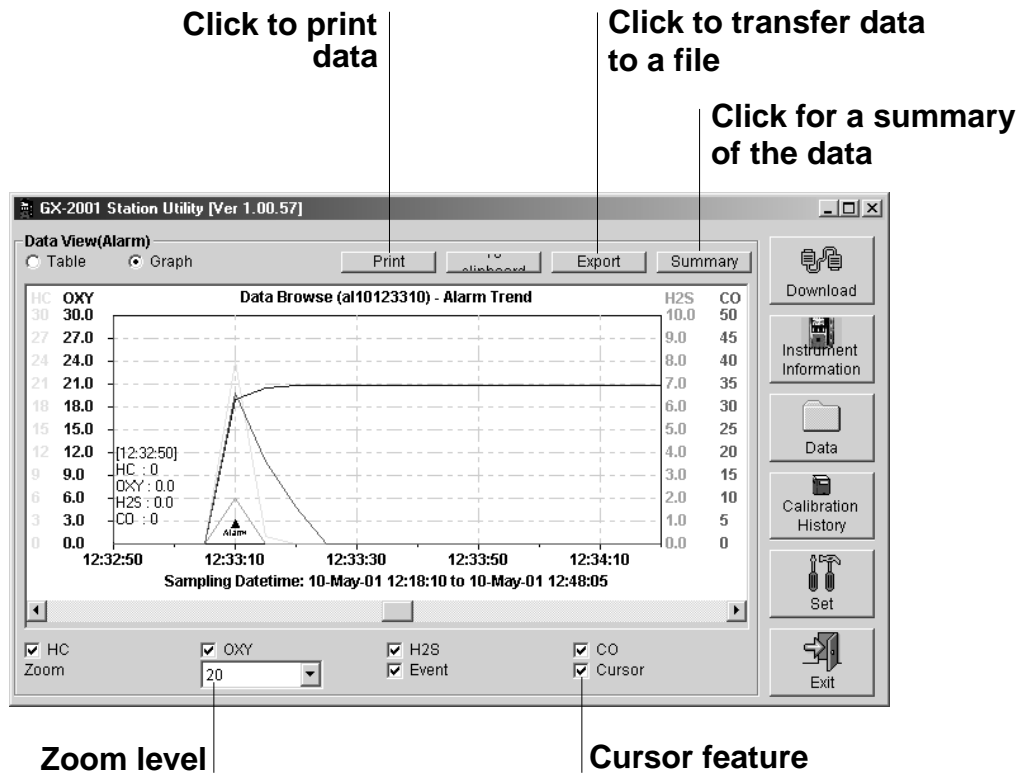 Click to print
data
Click to transfer data
to a file
Click for a summary
of the data
GX-2001 Station Utility [Ver 1.00.57]
Data View(Alarm)
Table Graph Print clipboard Export Summary
Data Browse (al10123310) - Alarm Trend
HC OXY H2S CO
30 30.0 10.0 50
27 27.0 9.0 45
24 24.0 8.0 40
21 21.0 7.0 35
18 18.0 6.0 30
15 15.0 5.0 25
12 12.0 4.0 20
9 9.0 3.0 15
6 6.0 2.0 10
3 3.0 1.0 5
0 0.0 0.0 0
[12:32:50]
HC : 0
OXY : 0.0
H2S : 0.0
CO : 0
Alarm
12:32:50 12:33:10 12:33:30 12:33:50 12:34:10
Sampling Datetime: 10-May-01 12:18:10 to 10-May-01 12:48:05
HC OXY H2S CO
Zoom 20 Event Cursor
Download
Instrument
Information
Data
Calibration
History
Set
Exit
Zoom level
Cursor feature